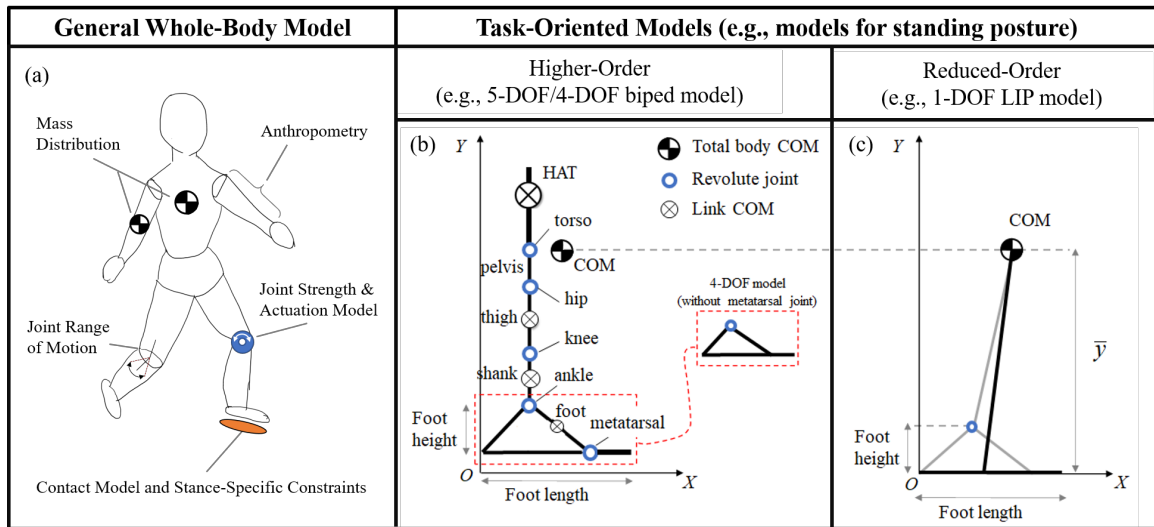 General Whole-Body Model
Task-Oriented Models (e.g., models for standing posture)
Higher-Order
(e.g., 5-DOF/4-DOF biped model)
Reduced-Order
(e.g., 1-DOF LIP model)
(a)
Mass
Distribution
Anthropometry
Joint Strength &
Actuation Model
Joint Range
of Motion
Contact Model and Stance-Specific Constraints
(b)
Y
HAT
torso
COM
pelvis
hip
thigh
knee
shank
ankle
foot
metatarsal
Foot
height
O
X
Foot length
Total body COM
Revolute joint
Link COM
4-DOF model
(without metatarsal joint)
(c)
Y
COM
ȳ
Foot
height
O
X
Foot length